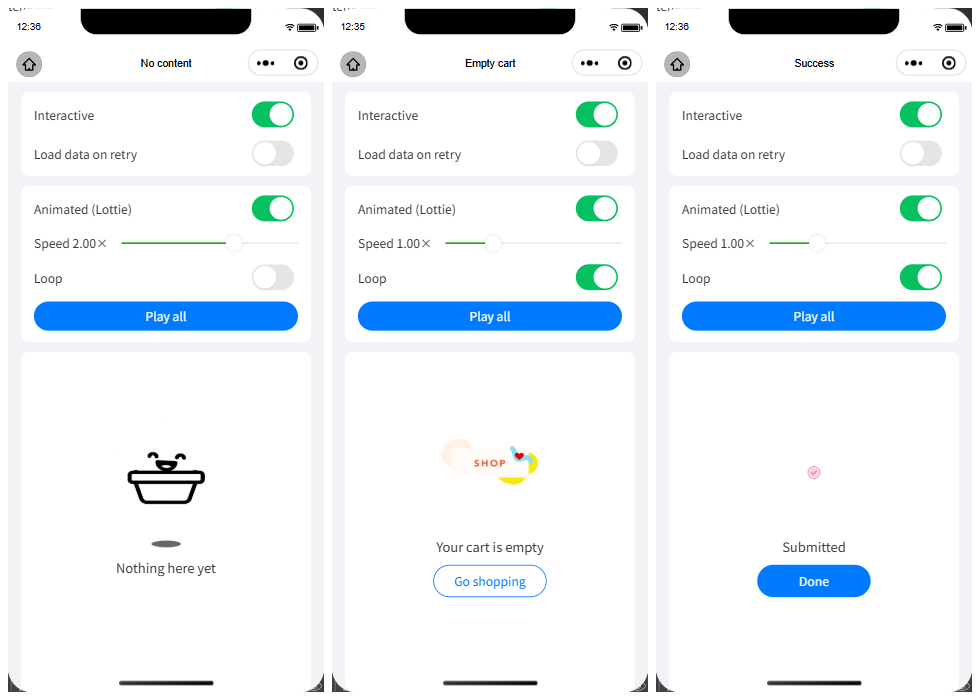 12:36
No content
Interactive
Load data on retry
Animated (Lottie)
Speed 2.00×
Loop
Play all
Nothing here yet
12:35
Empty cart
Interactive
Load data on retry
Animated (Lottie)
Speed 1.00×
Loop
Play all
SHOP
Your cart is empty
Go shopping
12:36
Success
Interactive
Load data on retry
Animated (Lottie)
Speed 1.00×
Loop
Play all
Submitted
Done